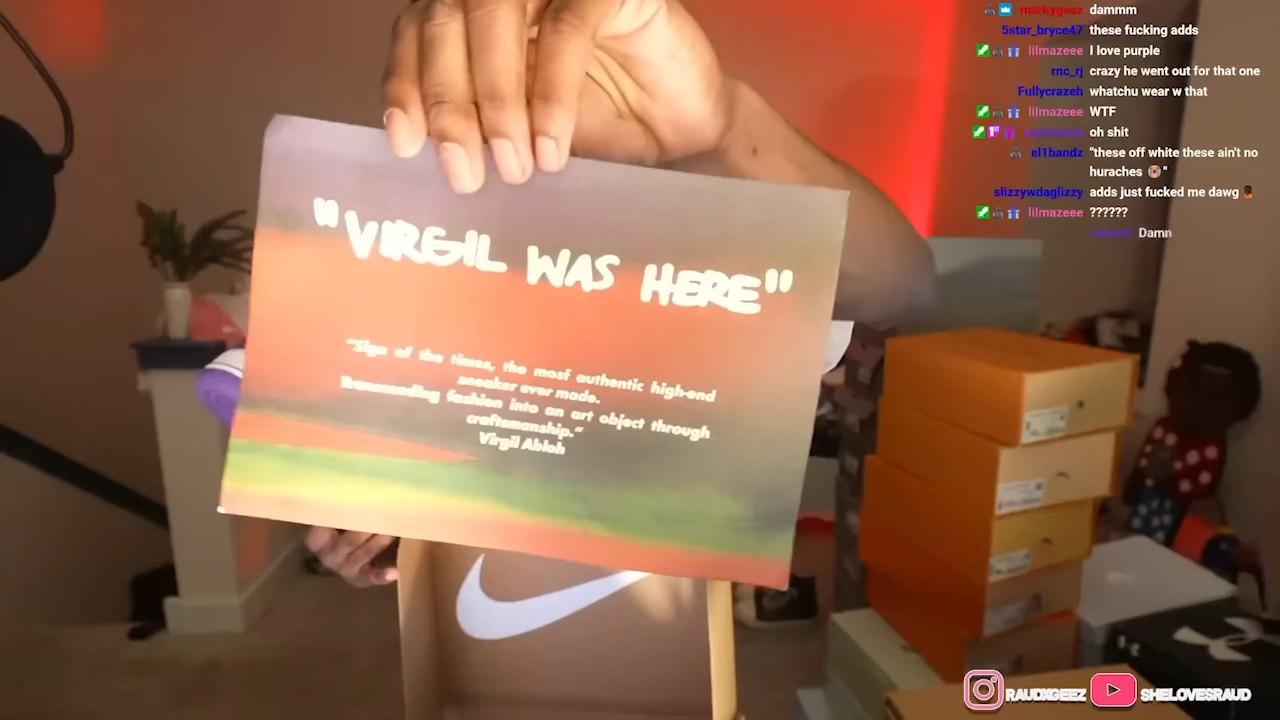 markygeez dammm
5star_bryce47 these fucking adds
lilmazeee I love purple
rnc_rj crazy he went out for that one
Fullycrazeh whatchu wear w that
lilmazeee WTF
oh shit
el1bandz "these off white these ain't no
huraches "
slizzywdaglizzy adds just fucked me dawg
lilmazeee ??????
Damn
"VIRGIL WAS HERE"
"Sign of the times, the most authentic high-end
sneaker ever made.
Transcending fashion into an art object through
craftsmanship."
Virgil Abloh
RAUDXGEEZ SHELOVESRAUD